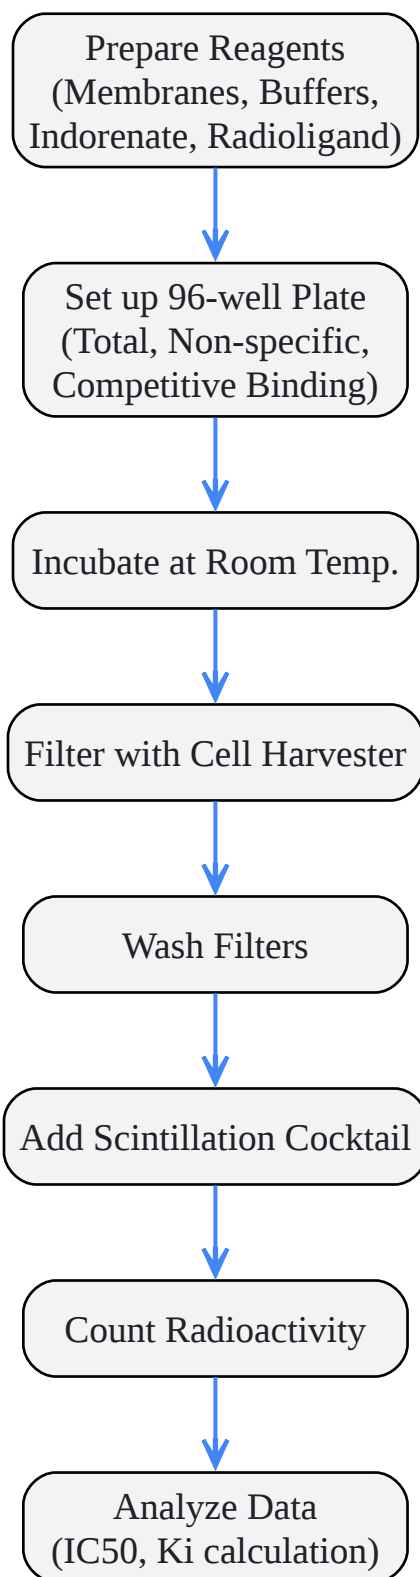 Prepare Reagents
(Membranes, Buffers,
Indorenate, Radioligand)
Set up 96-well Plate
(Total, Non-specific,
Competitive Binding)
Incubate at Room Temp.
Filter with Cell Harvester
Wash Filters
Add Scintillation Cocktail
Count Radioactivity
Analyze Data
(IC50, Ki calculation)